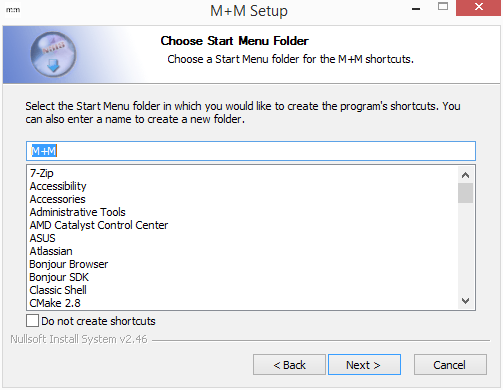 mm
M+M Setup
Choose Start Menu Folder
Choose a Start Menu folder for the M+M shortcuts.
Select the Start Menu folder in which you would like to create the program's shortcuts. You
can also enter a name to create a new folder.
M+M
7-Zip
Accessibility
Accessories
Administrative Tools
AMD Catalyst Control Center
ASUS
Atlassian
Bonjour Browser
Bonjour SDK
Classic Shell
CMake 2.8
Do not create shortcuts
Nullsoft Install System v2.46
< Back
Next >
Cancel